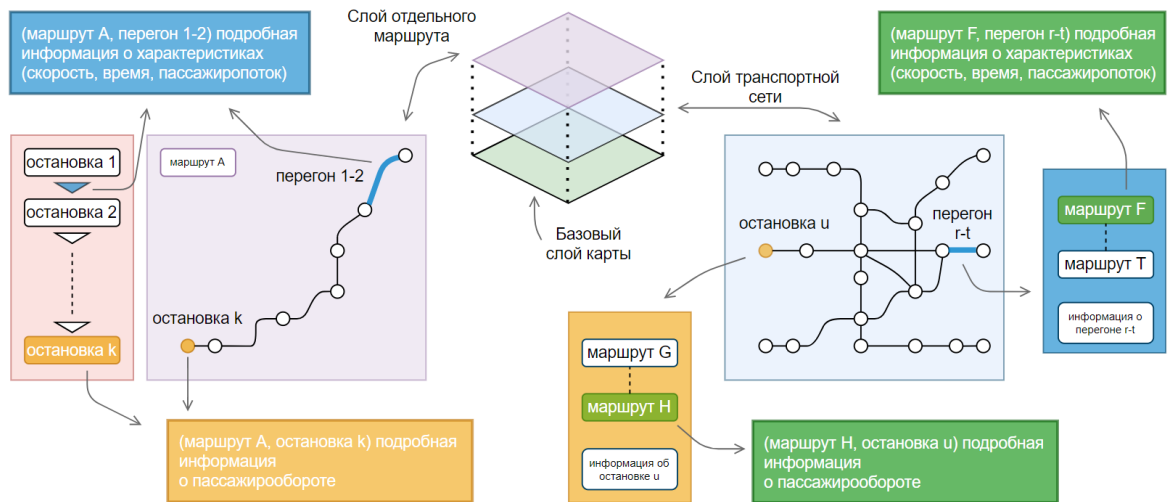 (маршрут A, перегон 1-2) подробная
информация о характеристиках
(скорость, время, пассажиропоток)
Слой отдельного
маршрута
Слой транспортной
сети
(маршрут F, перегон r-t) подробная
информация о характеристиках
(скорость, время, пассажиропоток)
остановка 1
остановка 2
остановка k
маршрут A
перегон 1-2
остановка k
Базовый
слой карты
остановка u
перегон
r-t
маршрут F
маршрут T
информация о
перегоне r-t
маршрут G
маршрут H
информация об
остановке u
(маршрут A, остановка k) подробная
информация
о пассажирообороте
(маршрут H, остановка u) подробная
информация
о пассажирообороте